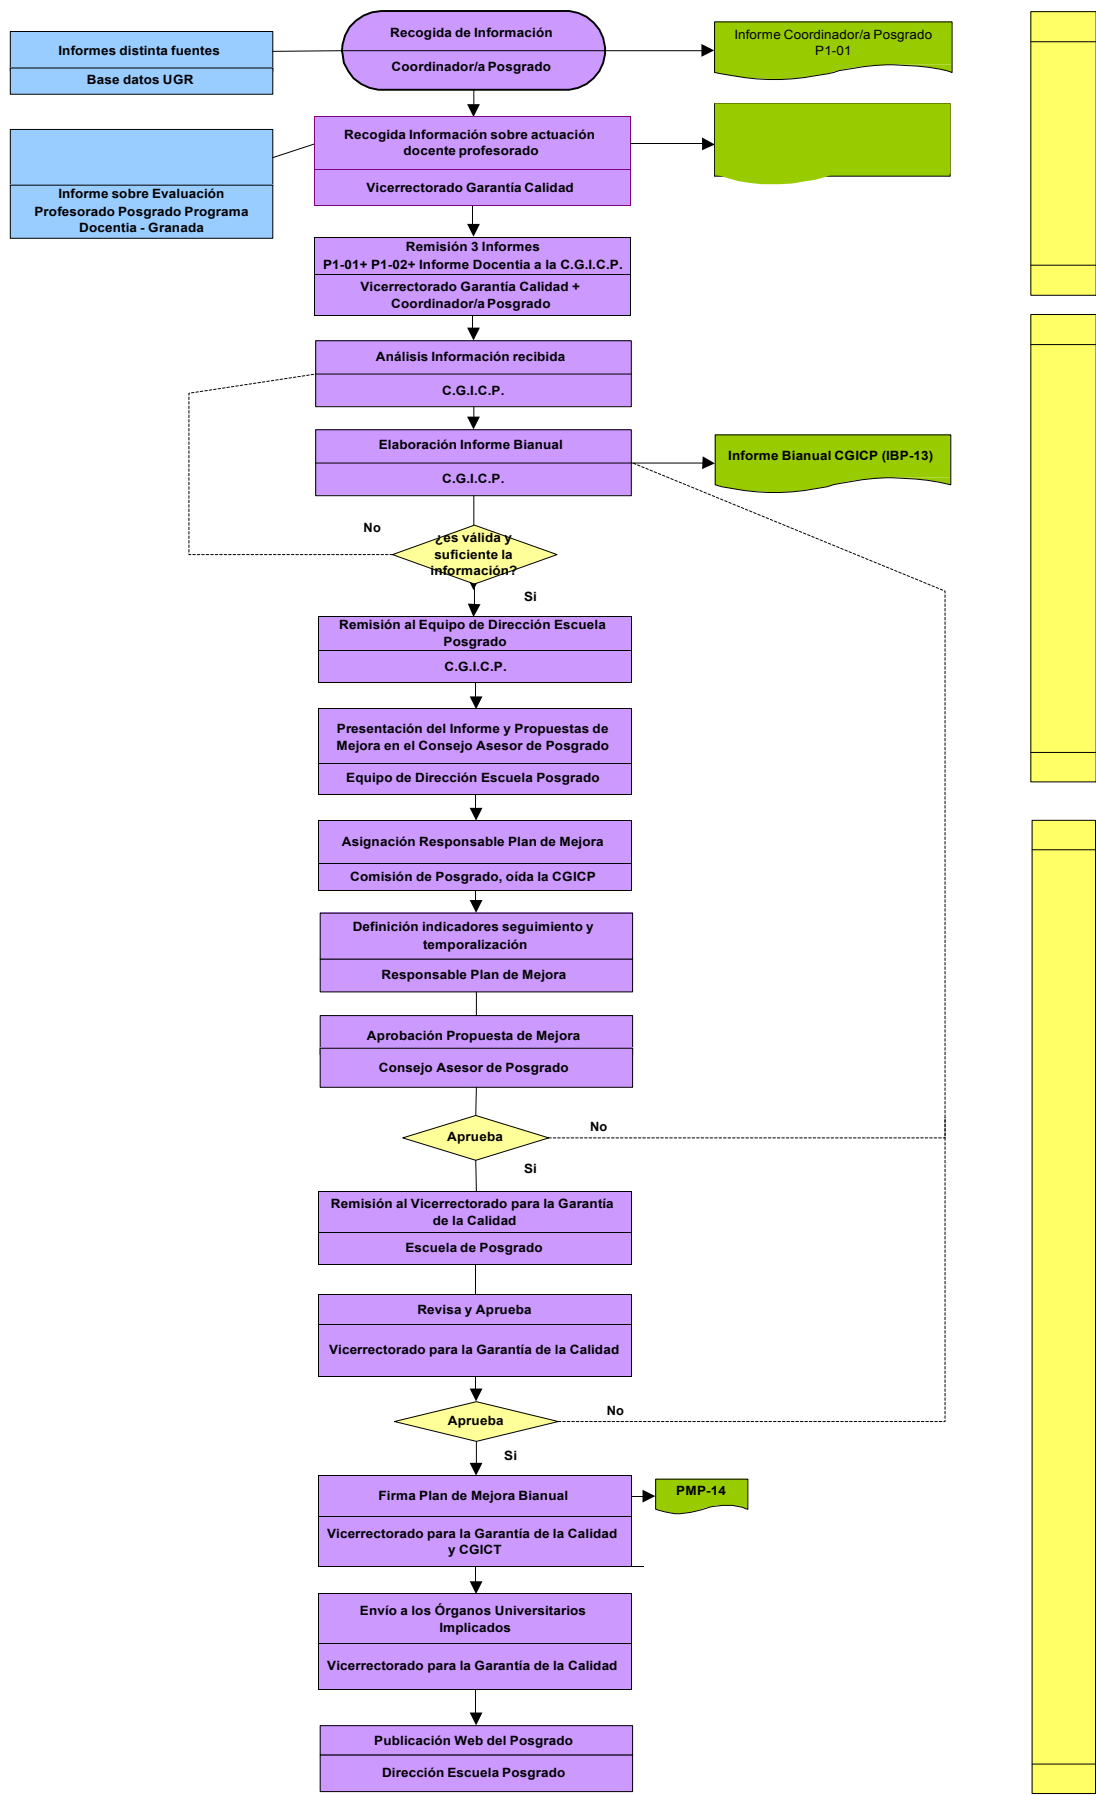 Informes distinta fuentes
Base datos UGR
Recogida de Información
Coordinador/a Posgrado
Informe Coordinador/a Posgrado
P1-01
Informe sobre Evaluación
Profesorado Posgrado Programa
Docentia - Granada
Recogida Información sobre actuación
docente profesorado
Vicerrectorado Garantía Calidad
Remisión 3 Informes
P1-01+ P1-02+ Informe Docentia a la C.G.I.C.P.
Vicerrectorado Garantía Calidad +
Coordinador/a Posgrado
Análisis Información recibida
C.G.I.C.P.
Elaboración Informe Bianual
C.G.I.C.P.
Informe Bianual CGICP (IBP-13)
No
¿es válida y
suficiente la
información?
Si
Remisión al Equipo de Dirección Escuela
Posgrado
C.G.I.C.P.
Presentación del Informe y Propuestas de
Mejora en el Consejo Asesor de Posgrado
Equipo de Dirección Escuela Posgrado
Asignación Responsable Plan de Mejora
Comisión de Posgrado, oída la CGICP
Definición indicadores seguimiento y
temporalización
Responsable Plan de Mejora
Aprobación Propuesta de Mejora
Consejo Asesor de Posgrado
Aprueba
No
Si
Remisión al Vicerrectorado para la Garantía
de la Calidad
Escuela de Posgrado
Revisa y Aprueba
Vicerrectorado para la Garantía de la Calidad
Aprueba
No
Si
Firma Plan de Mejora Bianual
Vicerrectorado para la Garantía de la Calidad
y CGICT
PMP-14
Envío a los Órganos Universitarios
Implicados
Vicerrectorado para la Garantía de la Calidad
Publicación Web del Posgrado
Dirección Escuela Posgrado